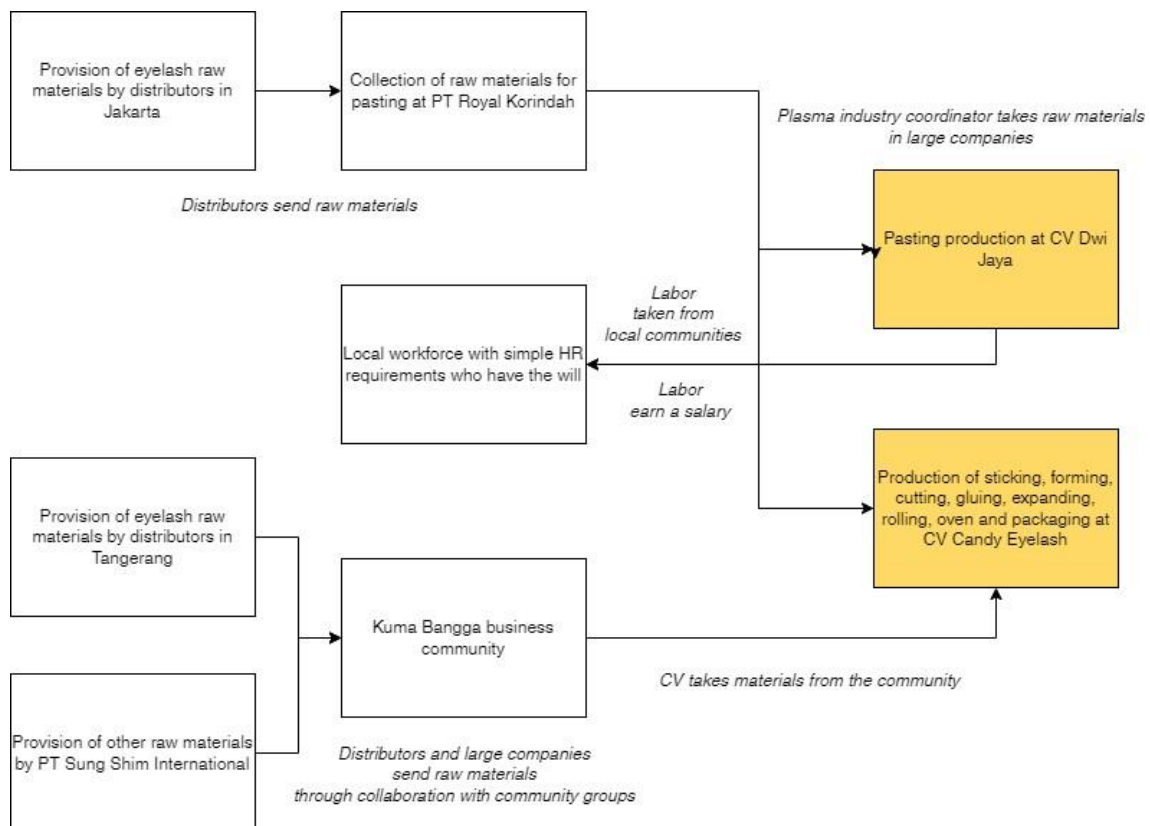 Provision of eyelash raw
materials by distributors in
Jakarta
Collection of raw materials for
pasting at PT Royal Korindah
Plasma industry coordinator takes raw materials
in large companies
Distributors send raw materials
Pasting production at CV Dwi
Jaya
Labor
taken from
local communities
Local workforce with simple HR
requirements who have the will
Labor
earn a salary
Production of sticking, forming,
cutting, gluing, expanding,
rolling, oven and packaging at
CV Candy Eyelash
Provision of eyelash raw
materials by distributors in
Tangerang
Kuma Bangga business
community
CV takes materials from the community
Provision of other raw materials
by PT Sung Shim International
Distributors and large companies
send raw materials
through collaboration with community groups